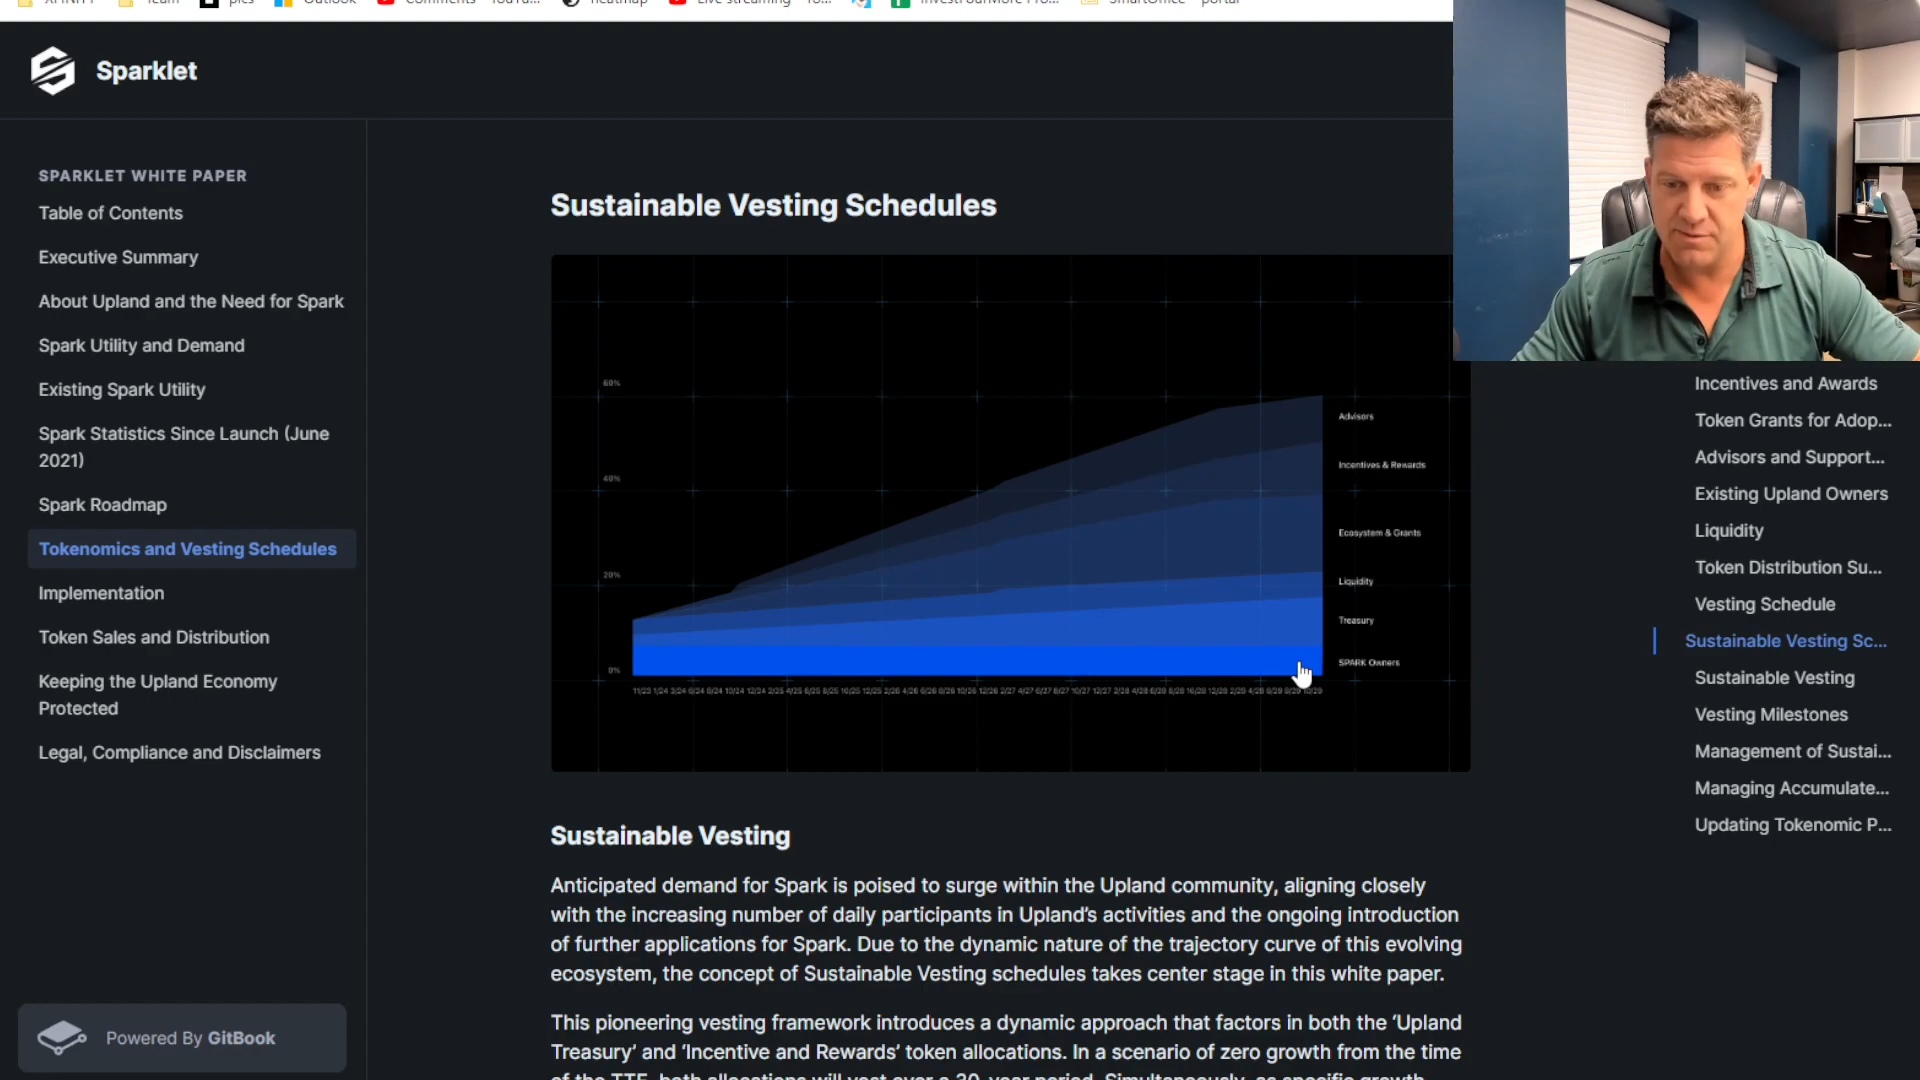 Sparklet
SPARKLET WHITE PAPER
Table of Contents
Executive Summary
About Upland and the Need for Spark
Spark Utility and Demand
Existing Spark Utility
Spark Statistics Since Launch (June
2021)
Spark Roadmap
Tokenomics and Vesting Schedules
Implementation
Token Sales and Distribution
Keeping the Upland Economy
Protected
Legal, Compliance and Disclaimers
Powered By GitBook
Sustainable Vesting Schedules
60%
40%
20%
0%
Advisors
Incentives & Rewards
Ecosystem & Grants
Liquidity
Treasury
SPARK Owners
Sustainable Vesting
Anticipated demand for Spark is poised to surge within the Upland community, aligning closely
with the increasing number of daily participants in Upland's activities and the ongoing introduction
of further applications for Spark. Due to the dynamic nature of the trajectory curve of this evolving
ecosystem, the concept of Sustainable Vesting schedules takes center stage in this white paper.
This pioneering vesting framework introduces a dynamic approach that factors in both the 'Upland
Treasury' and 'Incentive and Rewards' token allocations. In a scenario of zero growth from the time
Incentives and Awards
Token Grants for Adop...
Advisors and Support...
Existing Upland Owners
Liquidity
Token Distribution Su...
Vesting Schedule
Sustainable Vesting Sc...
Sustainable Vesting
Vesting Milestones
Management of Sustai...
Managing Accumulate...
Updating Tokenomic P...